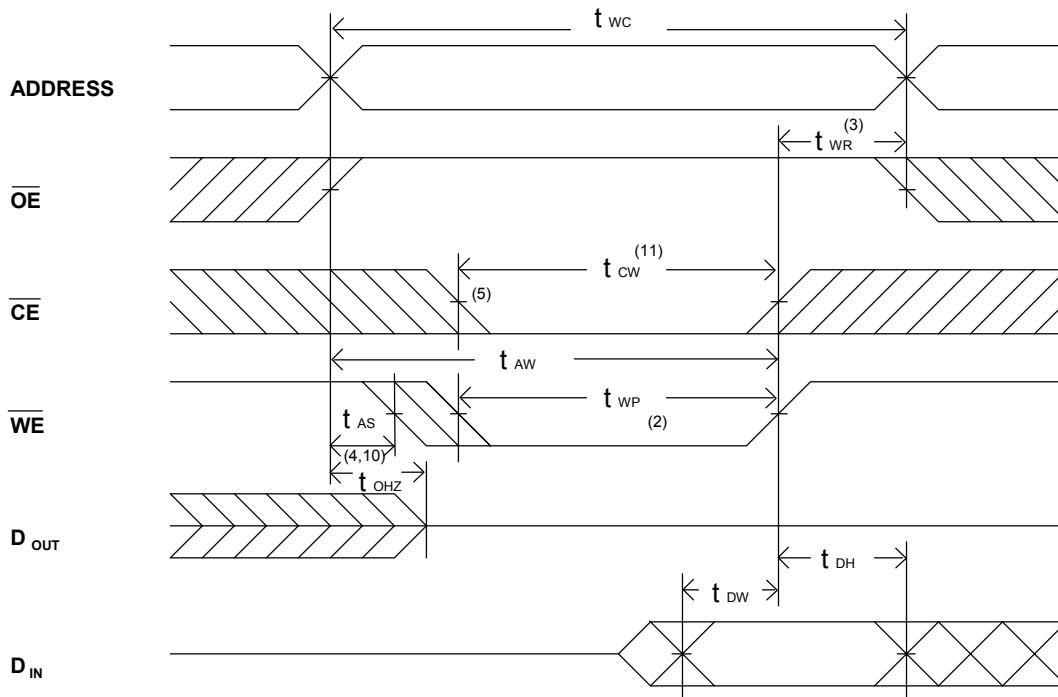 t WC
ADDRESS
t WR (3)
OE
t CW (11)
(5)
CE
t AW
WE
t WP (2)
t AS
(4,10)
t OHZ
D OUT
t DH
t DW
D IN